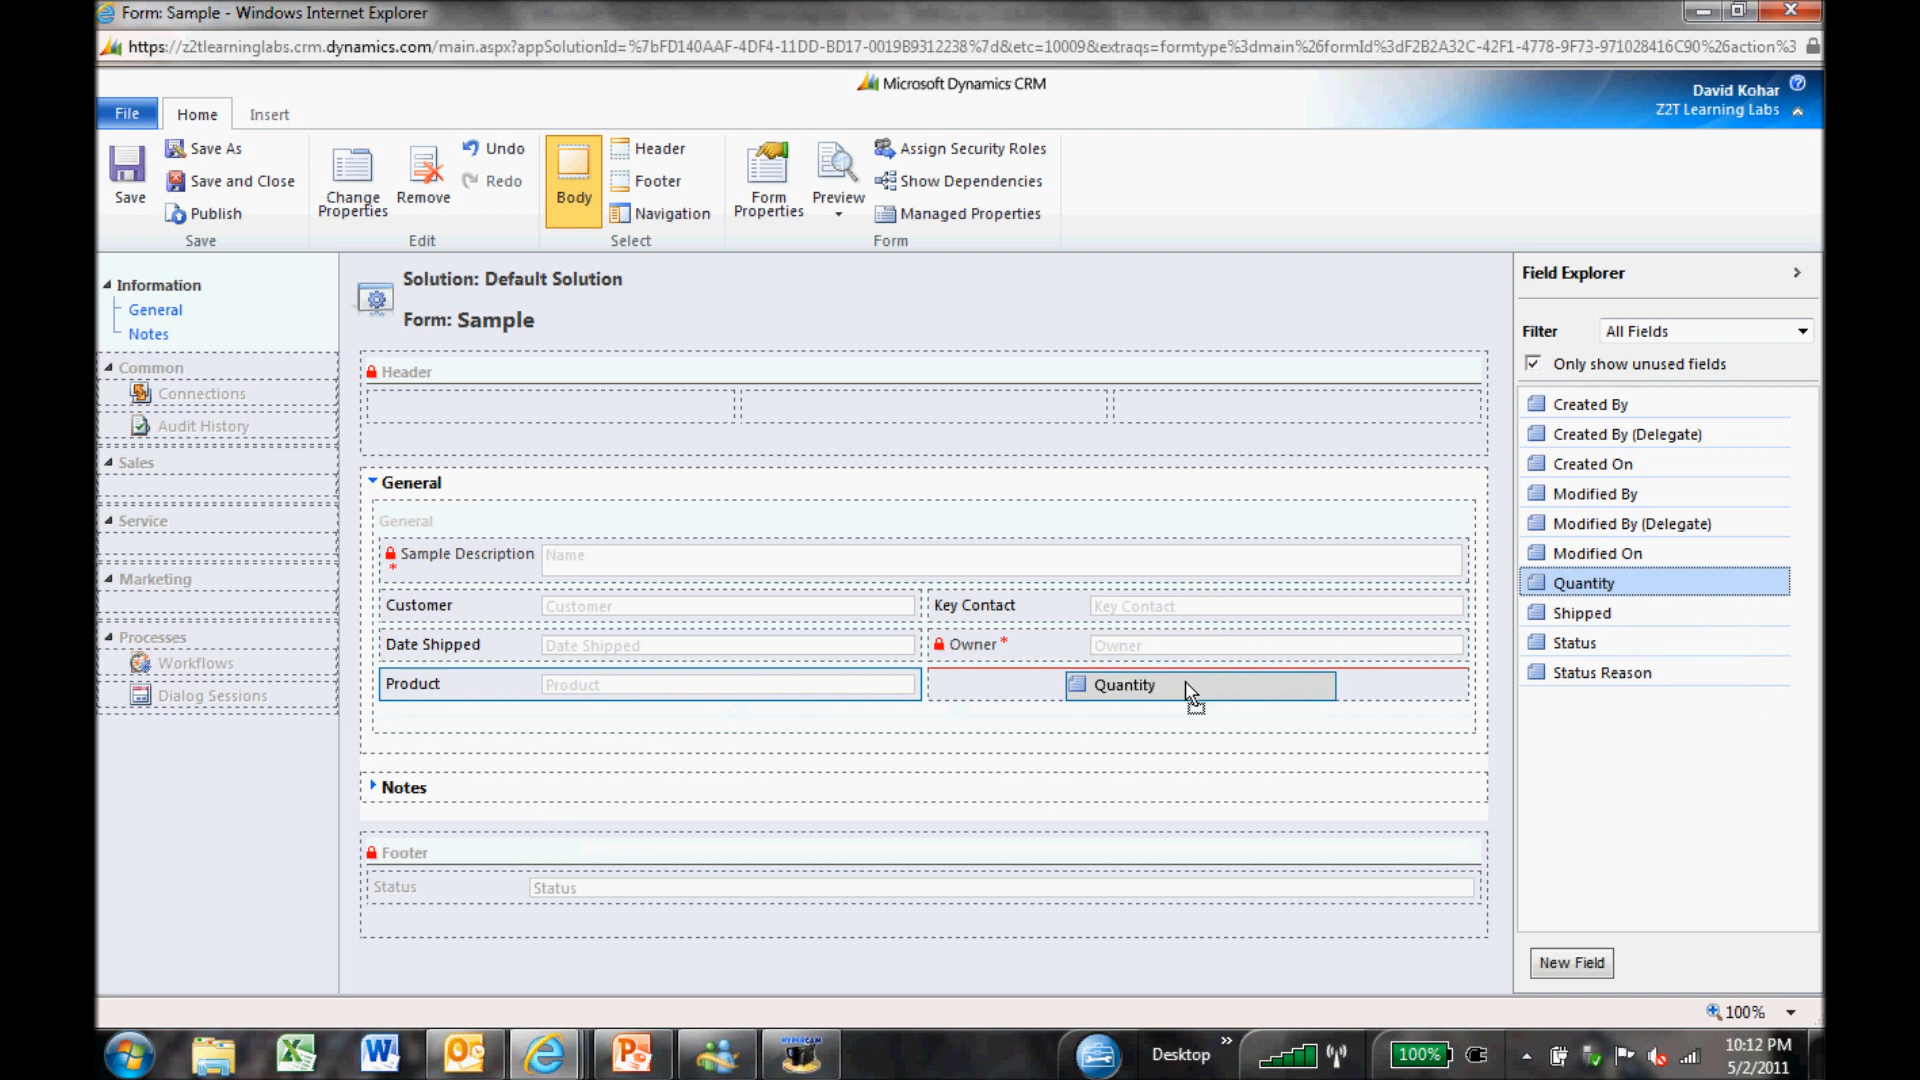 Form: Sample - Windows Internet Explorer
https://z2tlearninglabs.crm.dynamics.com/main.aspx?appSolutionId=%7bFD140AAF-4DF4-11DD-BD17-0019B9312238%7d&etc=10009&extraqs=formtype%3dmain%26formId%3dF2B2A32C-42F1-4778-9F73-971028416C90%26action%3
Microsoft Dynamics CRM
David Kohar
Z2T Learning Labs
File
Home
Insert
Save
Save As
Save and Close
Publish
Save
Change Properties
Remove
Undo
Redo
Edit
Body
Header
Footer
Navigation
Select
Form Properties
Preview
Assign Security Roles
Show Dependencies
Managed Properties
Form
Information
General
Notes
Common
Connections
Audit History
Sales
Service
Marketing
Processes
Workflows
Dialog Sessions
Solution: Default Solution
Form: Sample
Header
General
General
Sample Description * Name
Customer Customer Key Contact Key Contact
Date Shipped Date Shipped Owner * Owner
Product Product Quantity
Notes
Footer
Status Status
Field Explorer
Filter All Fields
Only show unused fields
Created By
Created By (Delegate)
Created On
Modified By
Modified By (Delegate)
Modified On
Quantity
Shipped
Status
Status Reason
New Field
100%
HYPERCAM
Desktop
100%
10:12 PM
5/2/2011